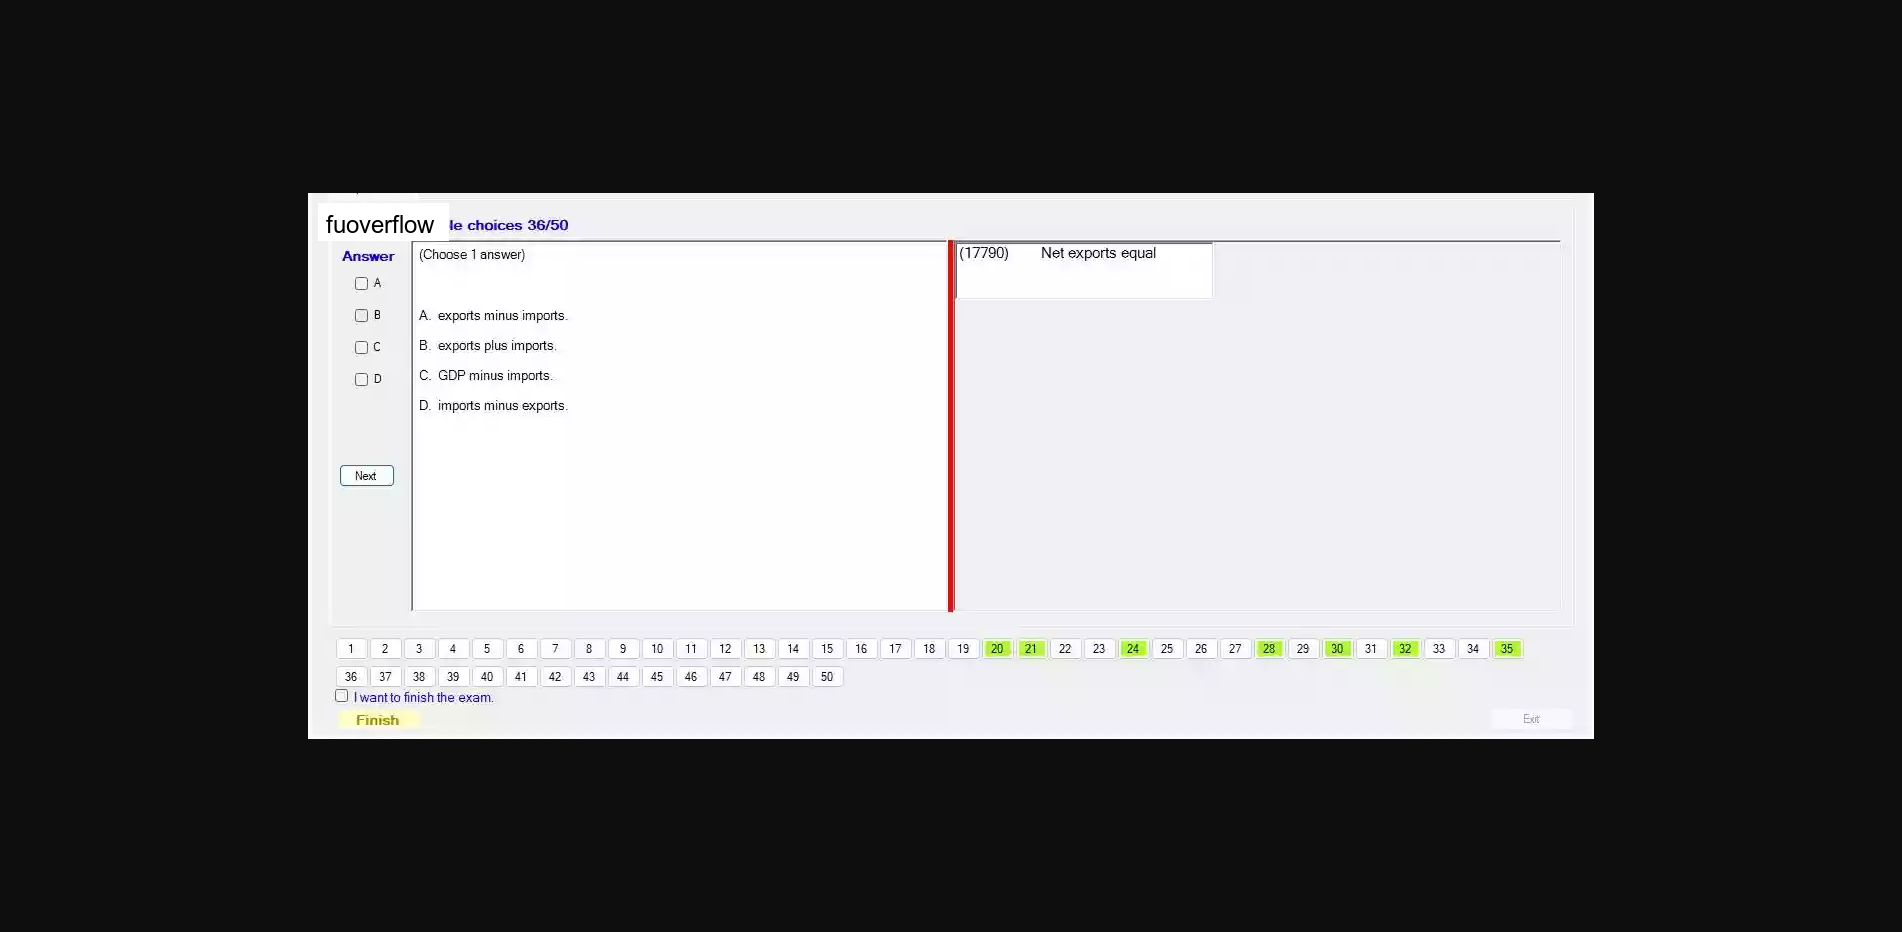 fuoverflow le choices 36/50
Answer
(Choose 1 answer)
(17790) Net exports equal
A
B
C
D
A. exports minus imports.
B. exports plus imports.
C. GDP minus imports.
D. imports minus exports.
Next
1 2 3 4 5 6 7 8 9 10 11 12 13 14 15 16 17 18 19 20 21 22 23 24 25 26 27 28 29 30 31 32 33 34 35
36 37 38 39 40 41 42 43 44 45 46 47 48 49 50
I want to finish the exam.
Finish
Exit